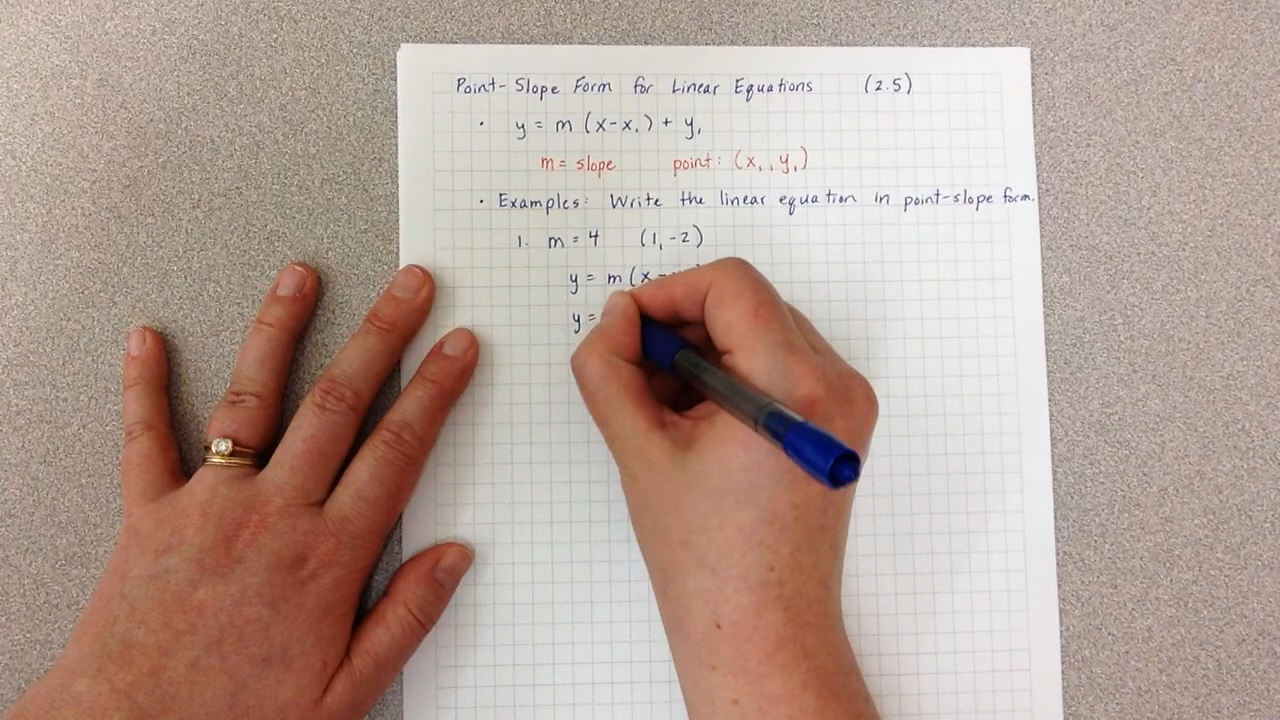 Point-Slope Form for Linear Equations (2.5)
• y = m (x-x₁) + y₁
m = slope point: (x₁, y₁)
• Examples: Write the linear equation in point-slope form.
1. m = 4 (1, -2)
y = m (x -
y =